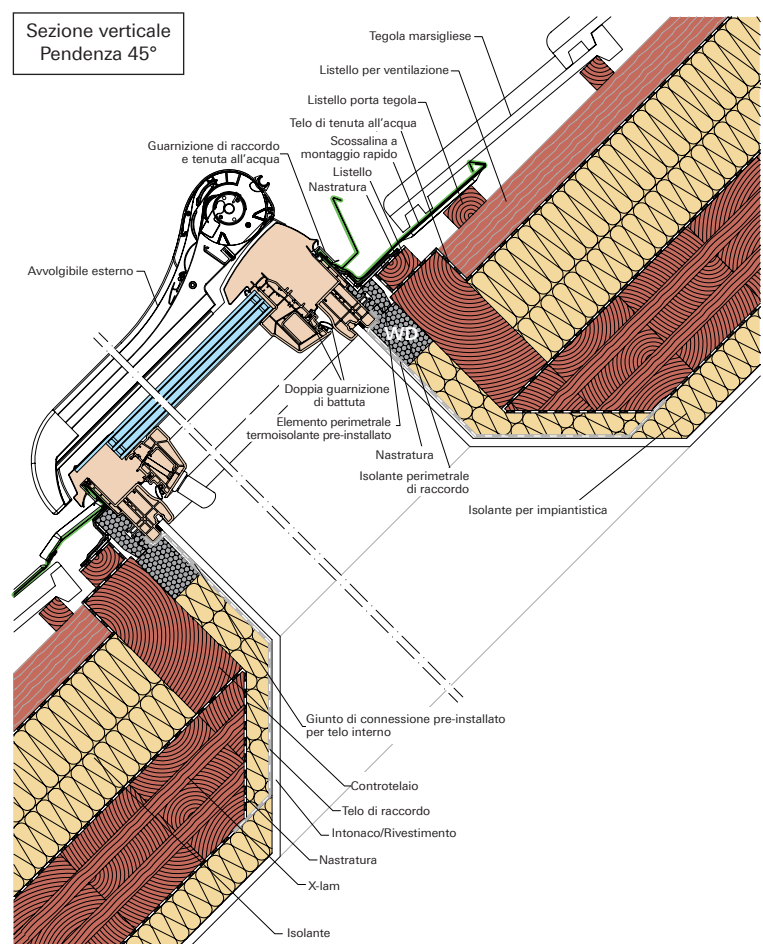 Sezione verticale
Pendenza 45°
Tegola marsigliese
Listello per ventilazione
Listello porta tegola
Telo di tenuta all'acqua
Scossalina a
montaggio rapido
Listello
Nastratura
Guarnizione di raccordo
e tenuta all'acqua
Avvolgibile esterno
WD
Doppia guarnizione
di battuta
Elemento perimetrale
termoisolante pre-installato
Nastratura
Isolante perimetrale
di raccordo
Isolante per impiantistica
Giunto di connessione pre-installato
per telo interno
Controtelaio
Telo di raccordo
Intonaco/Rivestimento
Nastratura
X-lam
Isolante